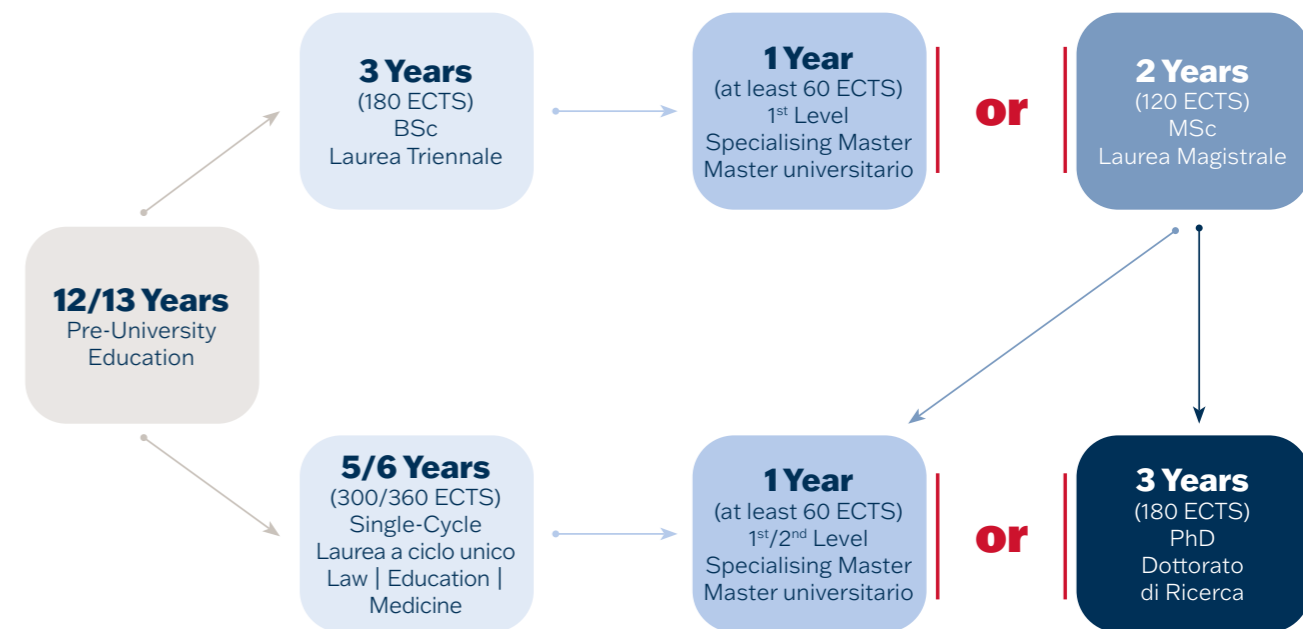 3 Years
(180 ECTS)
BSc
Laurea Triennale
1 Year
(at least 60 ECTS)
1st Level
Specialising Master
Master universitario
or
2 Years
(120 ECTS)
MSc
Laurea Magistrale
12/13 Years
Pre-University
Education
5/6 Years
(300/360 ECTS)
Single-Cycle
Laurea a ciclo unico
Law | Education |
Medicine
1 Year
(at least 60 ECTS)
1st/2nd Level
Specialising Master
Master universitario
or
3 Years
(180 ECTS)
PhD
Dottorato
di Ricerca